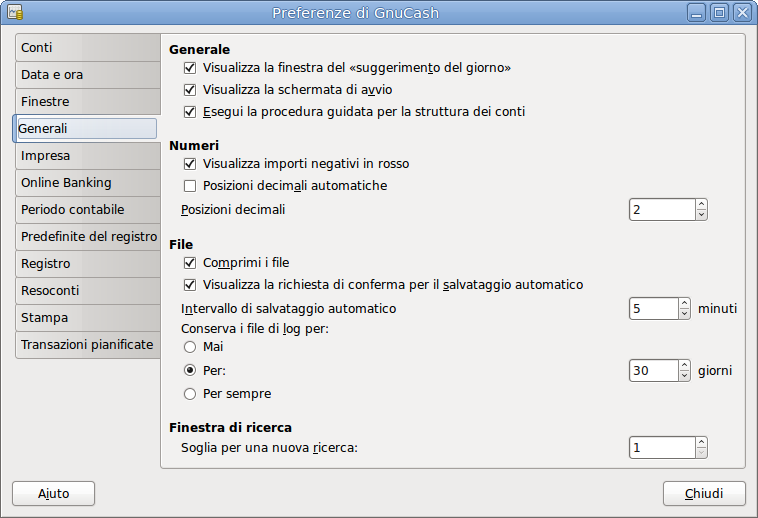 Preferenze di GnuCash
Conti
Data e ora
Finestre
Generali
Impresa
Online Banking
Periodo contabile
Predefinite del registro
Registro
Resoconti
Stampa
Transazioni pianificate
Generale
Visualizza la finestra del «suggerimento del giorno»
Visualizza la schermata di avvio
Esegui la procedura guidata per la struttura dei conti
Numeri
Visualizza importi negativi in rosso
Posizioni decimali automatiche
Posizioni decimali 2
File
Comprimi i file
Visualizza la richiesta di conferma per il salvataggio automatico
Intervallo di salvataggio automatico 5 minuti
Conserva i file di log per:
Mai
Per: 30 giorni
Per sempre
Finestra di ricerca
Soglia per una nuova ricerca: 1
Aiuto
Chiudi